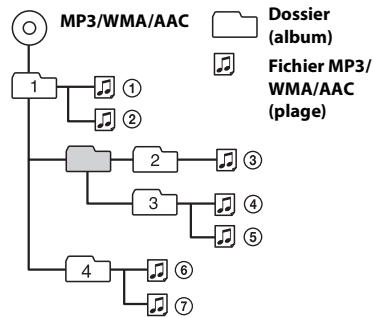 MP3/WMA/AAC
Dossier
(album)
Fichier MP3/
WMA/AAC
(plage)
1
①
②
2
③
3
④
⑤
4
⑥
⑦